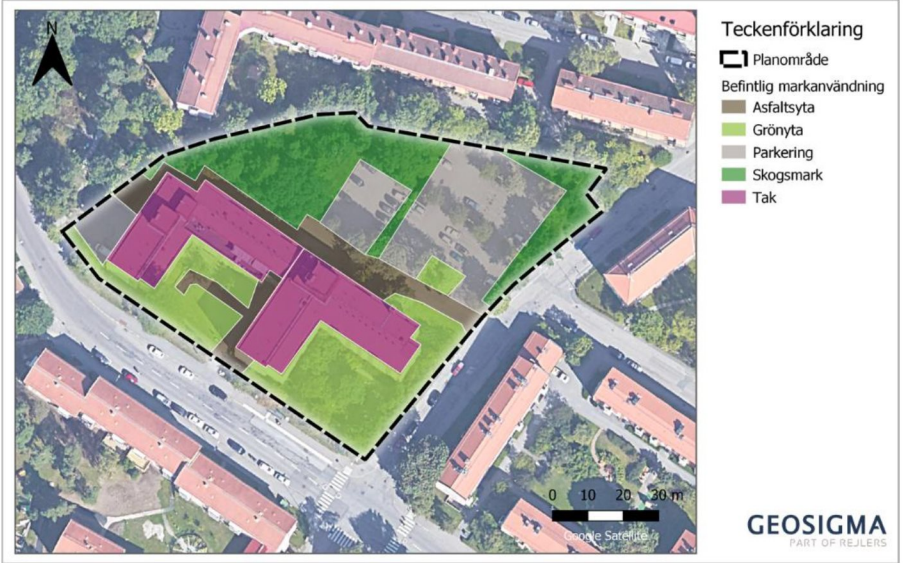 N
Teckenförklaring
Planområde
Befintlig markanvändning
Asfaltsyta
Grönyta
Parkering
Skogsmark
Tak
0 10 20 30 m
Google Satellite
GEOSIGMA
PART OF REJLERS